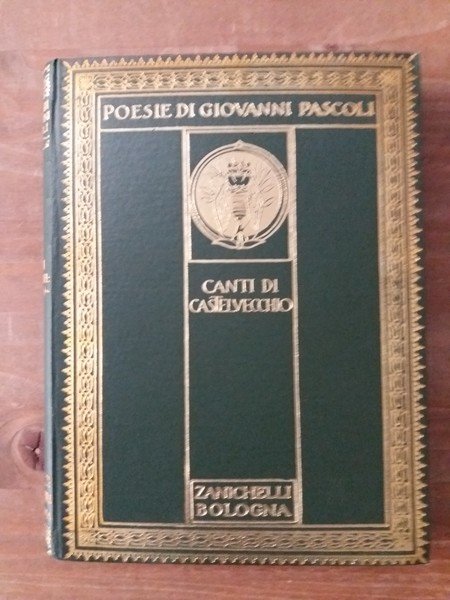 POESIE DI GIOVANNI PASCOLI
CANTI DI
CASTELVECCHIO
ZANICHELLI
BOLOGNA